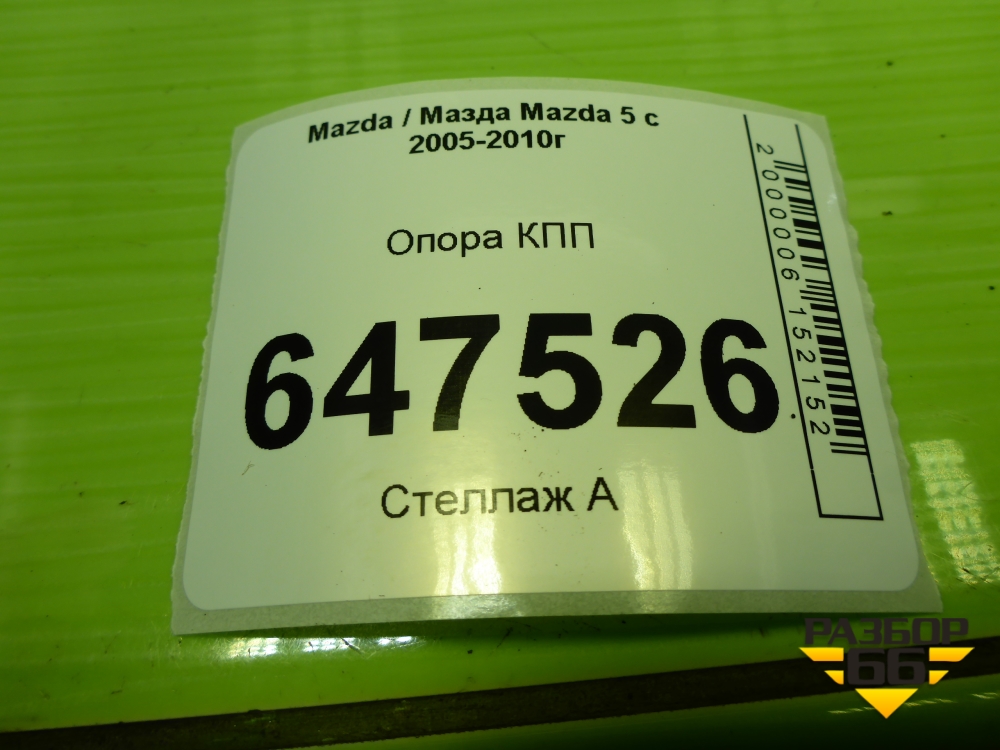 Mazda / Мазда Mazda 5 с
2005-2010г
Опора КПП
647526
Стеллаж А
2000006152152
РАЗБОР
66